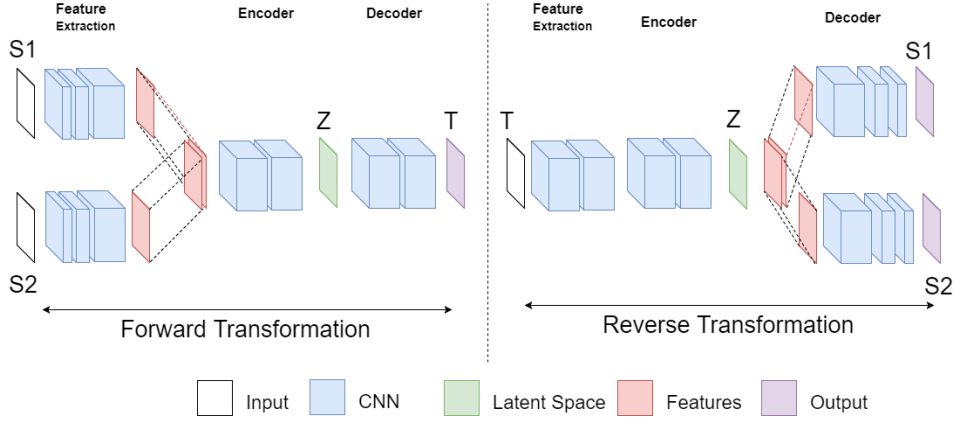 Feature
Extraction
Encoder
Decoder
S1
S2
Z
T
Forward Transformation
Feature
Extraction
Encoder
Decoder
T
Z
S1
S2
Reverse Transformation
Input
CNN
Latent Space
Features
Output